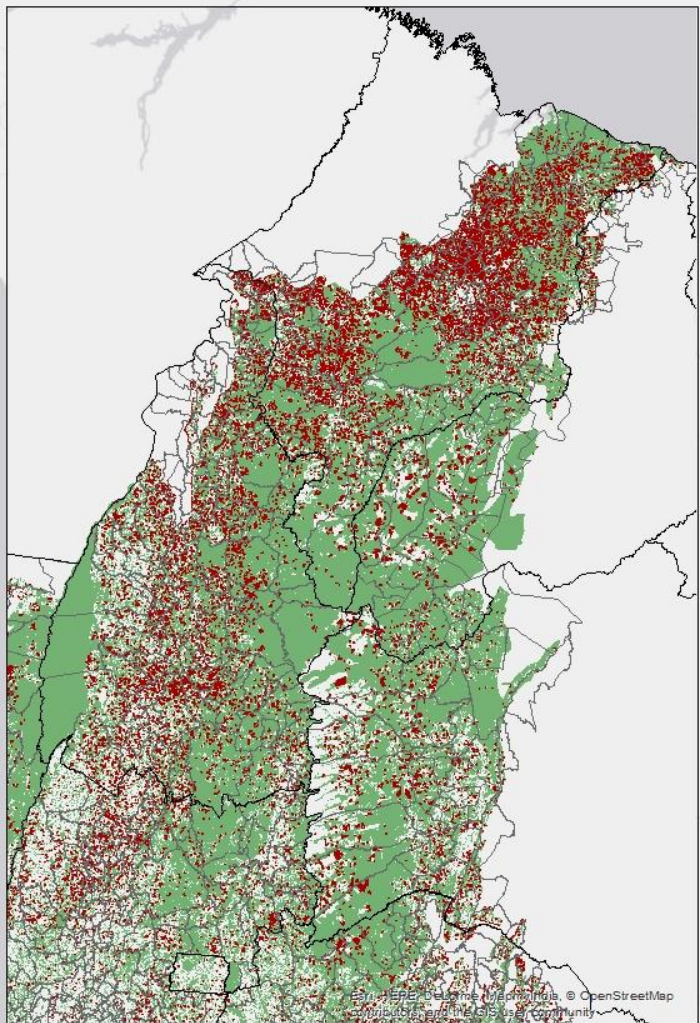 Esri, HERE, DeLorme, MapmyIndia, © OpenStreetMap
contributors, and the GIS user community